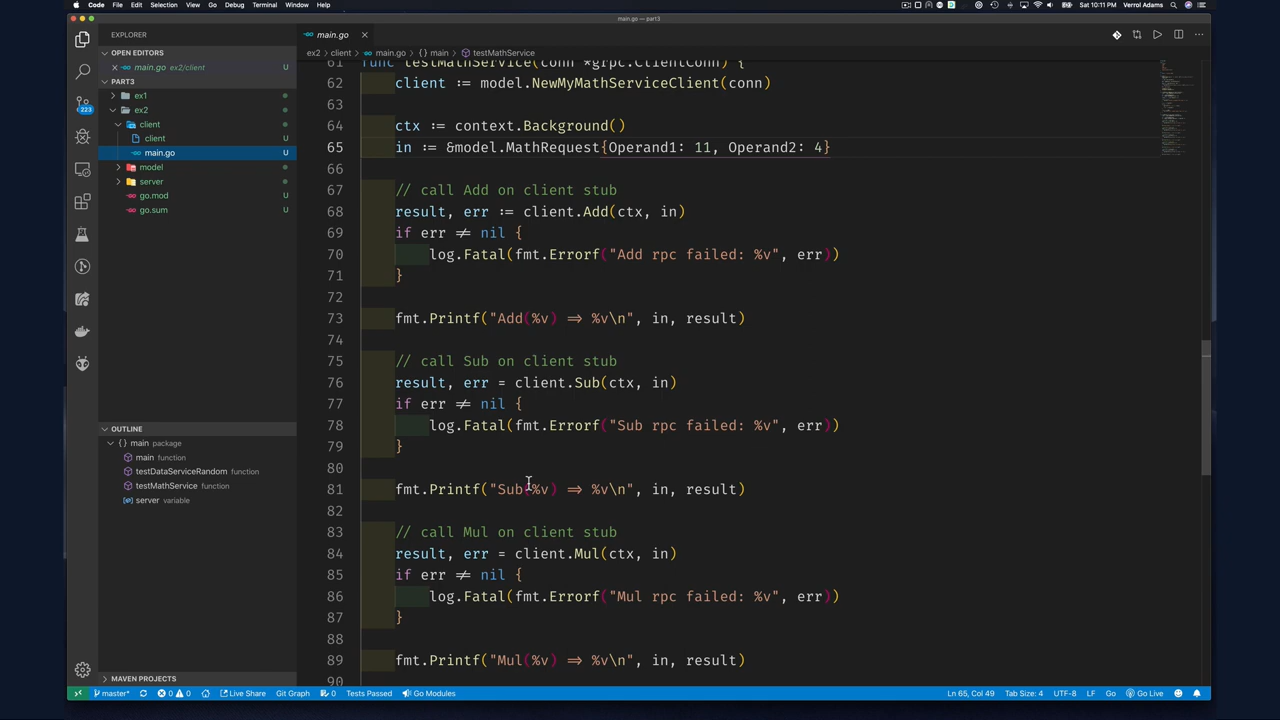 Code File Edit Selection View Go Debug Terminal Window Help
Sat 10:11 PM Verrol Adams
main.go — part3
EXPLORER
OPEN EDITORS
main.go ex2/client U
PART3
ex1
ex2
client
client U
main.go U
model
server
go.mod U
go.sum U
223
OUTLINE
main package
main function
testDataServiceRandom function
testMathService function
server variable
MAVEN PROJECTS
main.go
ex2 > client > main.go > {} main > testMathService
61 func testMathService(conn *grpc.ClientConn) {
62 client := model.NewMyMathServiceClient(conn)
63
64 ctx := context.Background()
65 in := &model.MathRequest{Operand1: 11, Operand2: 4}
66
67 // call Add on client stub
68 result, err := client.Add(ctx, in)
69 if err ≠ nil {
70 log.Fatal(fmt.Errorf("Add rpc failed: %v", err))
71 }
72
73 fmt.Printf("Add(%v) ⇒ %v\n", in, result)
74
75 // call Sub on client stub
76 result, err = client.Sub(ctx, in)
77 if err ≠ nil {
78 log.Fatal(fmt.Errorf("Sub rpc failed: %v", err))
79 }
80
81 fmt.Printf("Sub(%v) ⇒ %v\n", in, result)
82
83 // call Mul on client stub
84 result, err = client.Mul(ctx, in)
85 if err ≠ nil {
86 log.Fatal(fmt.Errorf("Mul rpc failed: %v", err))
87 }
88
89 fmt.Printf("Mul(%v) ⇒ %v\n", in, result)
90
master* 0 0 Live Share Git Graph 0 Tests Passed Go Modules
Ln 65, Col 49 Tab Size: 4 UTF-8 LF Go Go Live